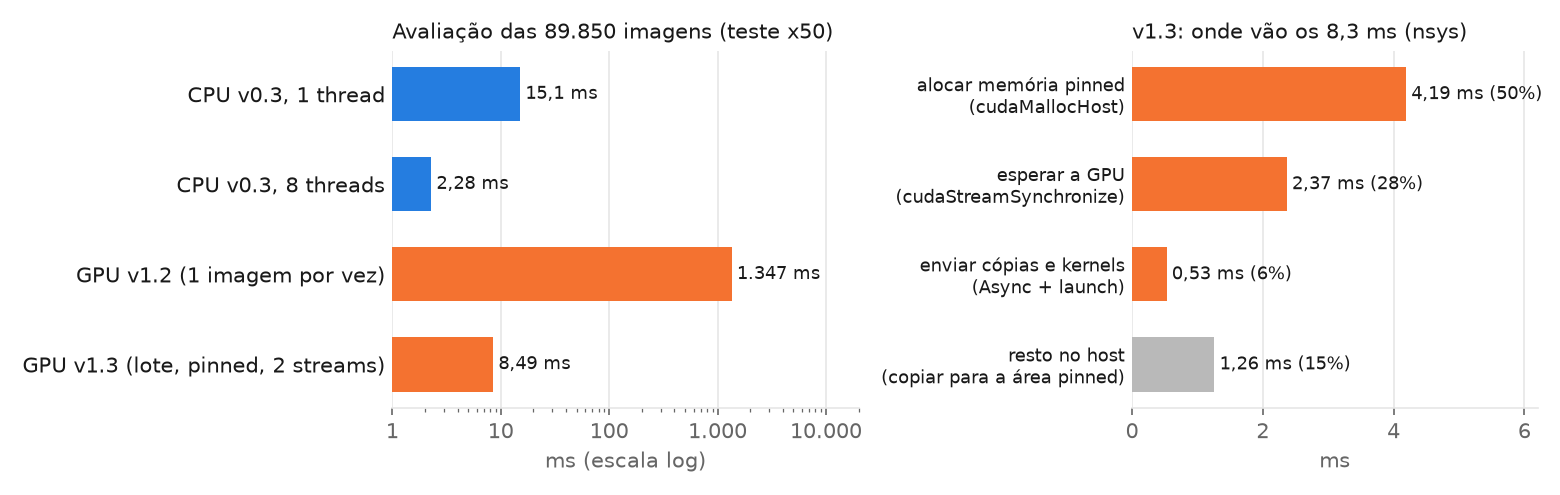 Avaliação das 89.850 imagens (teste x50)
CPU v0.3, 1 thread
15,1 ms
CPU v0.3, 8 threads
2,28 ms
GPU v1.2 (1 imagem por vez)
1.347 ms
GPU v1.3 (lote, pinned, 2 streams)
8,49 ms
1
10
100
1.000
10.000
ms (escala log)
v1.3: onde vão os 8,3 ms (nsys)
alocar memória pinned
(cudaMallocHost)
4,19 ms (50%)
esperar a GPU
(cudaStreamSynchronize)
2,37 ms (28%)
enviar cópias e kernels
(Async + launch)
0,53 ms (6%)
resto no host
(copiar para a área pinned)
1,26 ms (15%)
0
2
4
6
ms